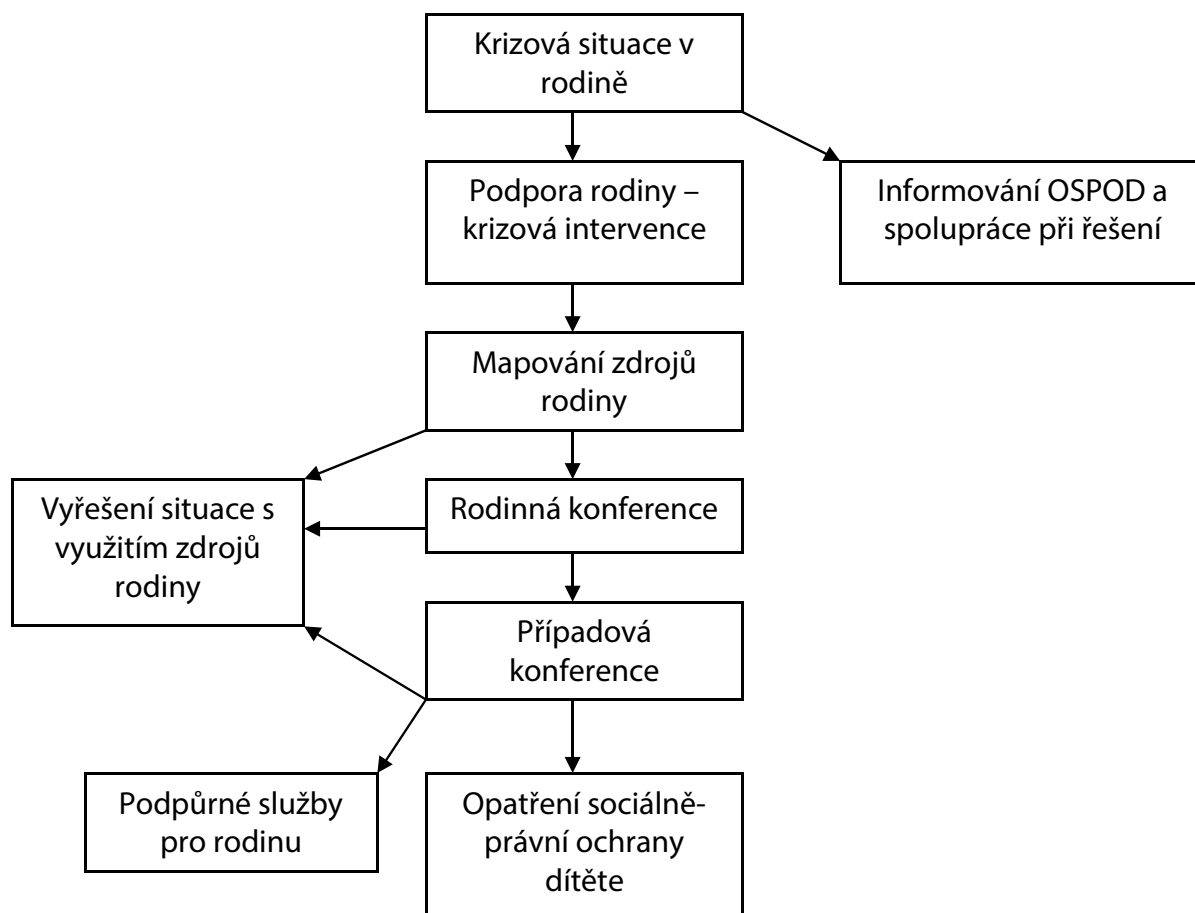 Krizová situace v
rodině
Podpora rodiny –
krizová intervence
Informování OSPOD a
spolupráce při řešení
Mapování zdrojů
rodiny
Vyřešení situace s
využitím zdrojů
rodiny
Rodinná konference
Případová
konference
Podpůrné služby
pro rodinu
Opatření sociálně-
právní ochrany
dítěte